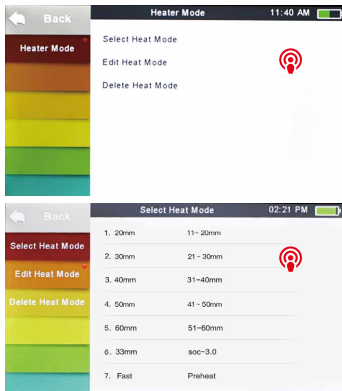 Back
Heater Mode
11:40 AM
Heater Mode
Select Heat Mode
Edit Heat Mode
Delete Heat Mode
Back
Select Heat Mode
02:21 PM
Select Heat Mode
Edit Heat Mode
Delete Heat Mode
1. 20mm 11~20mm
2. 30mm 21~30mm
3. 40mm 31~40mm
4. 50mm 41~50mm
5. 60mm 51~60mm
6. 33mm soc-3.0
7. Fast Preheat